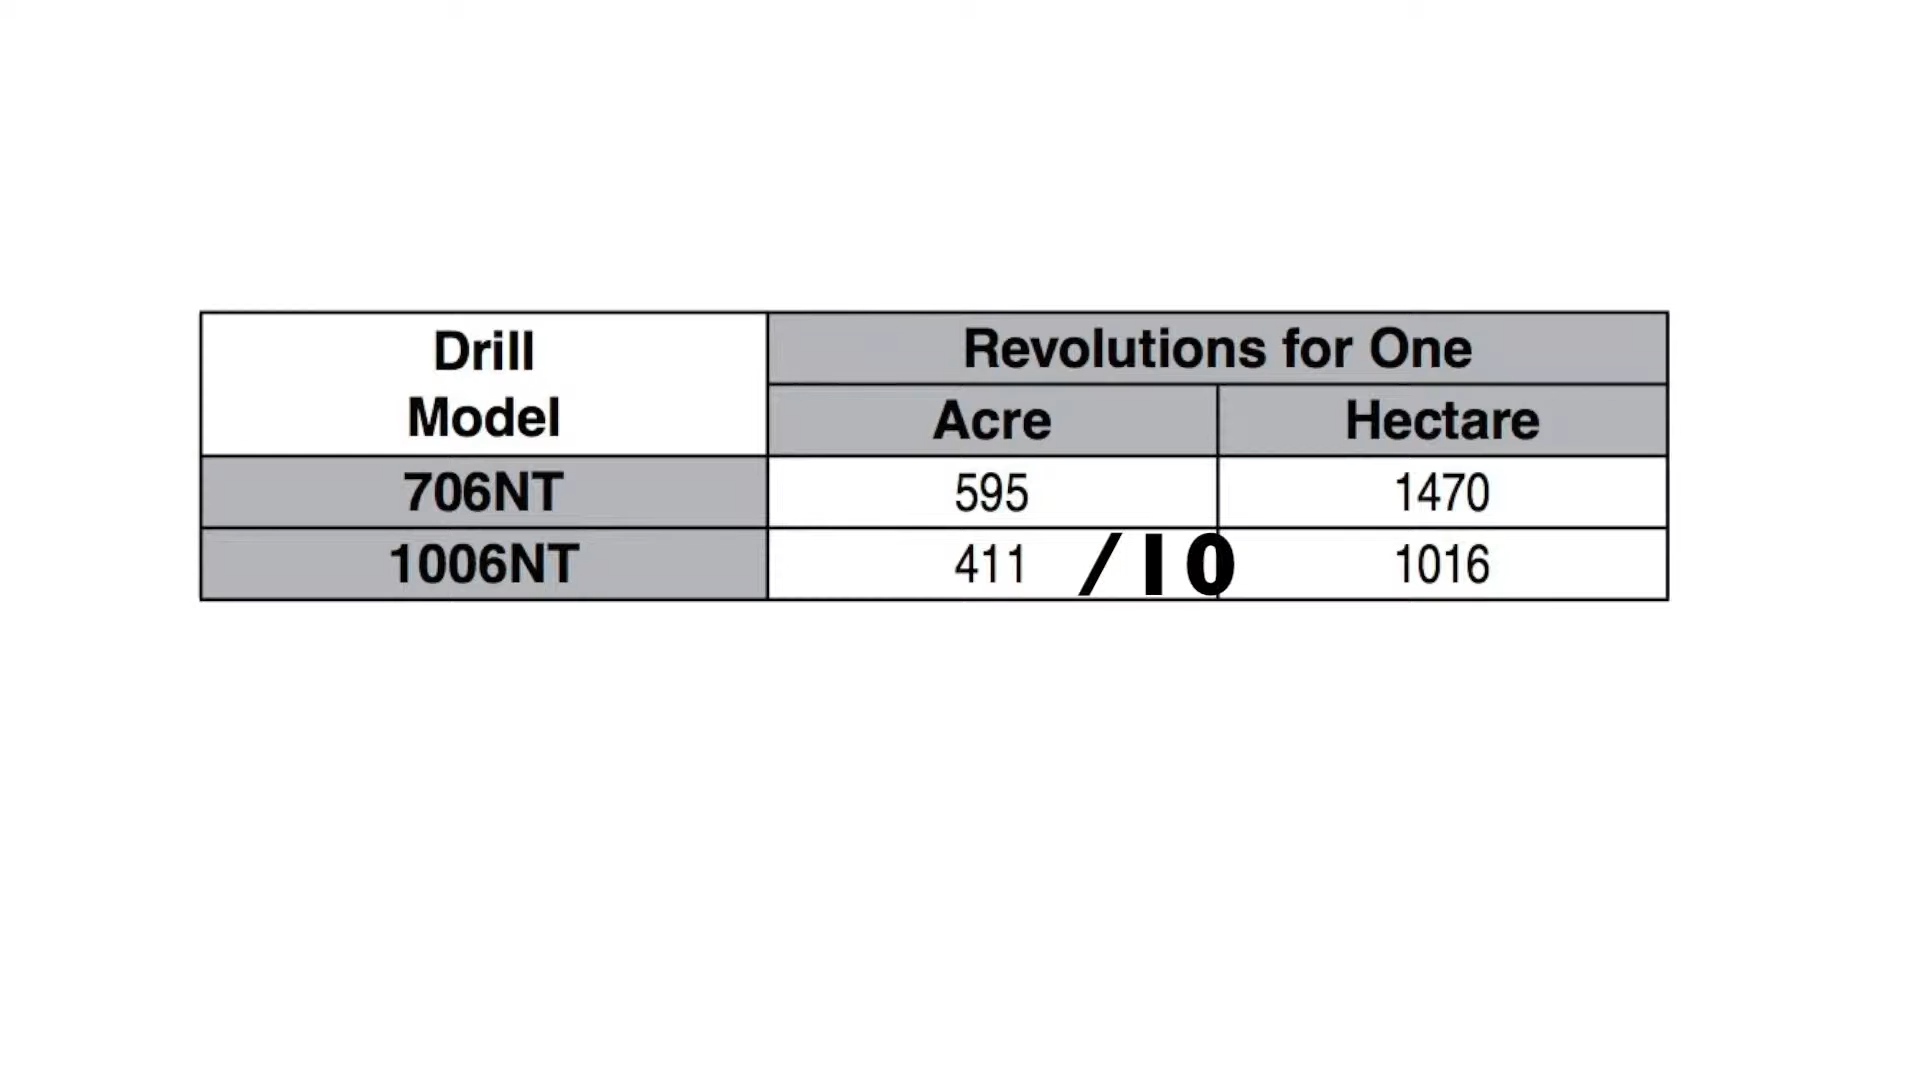 Drill Model
Revolutions for One
Acre Hectare
706NT 595 1470
1006NT 411 /10 1016